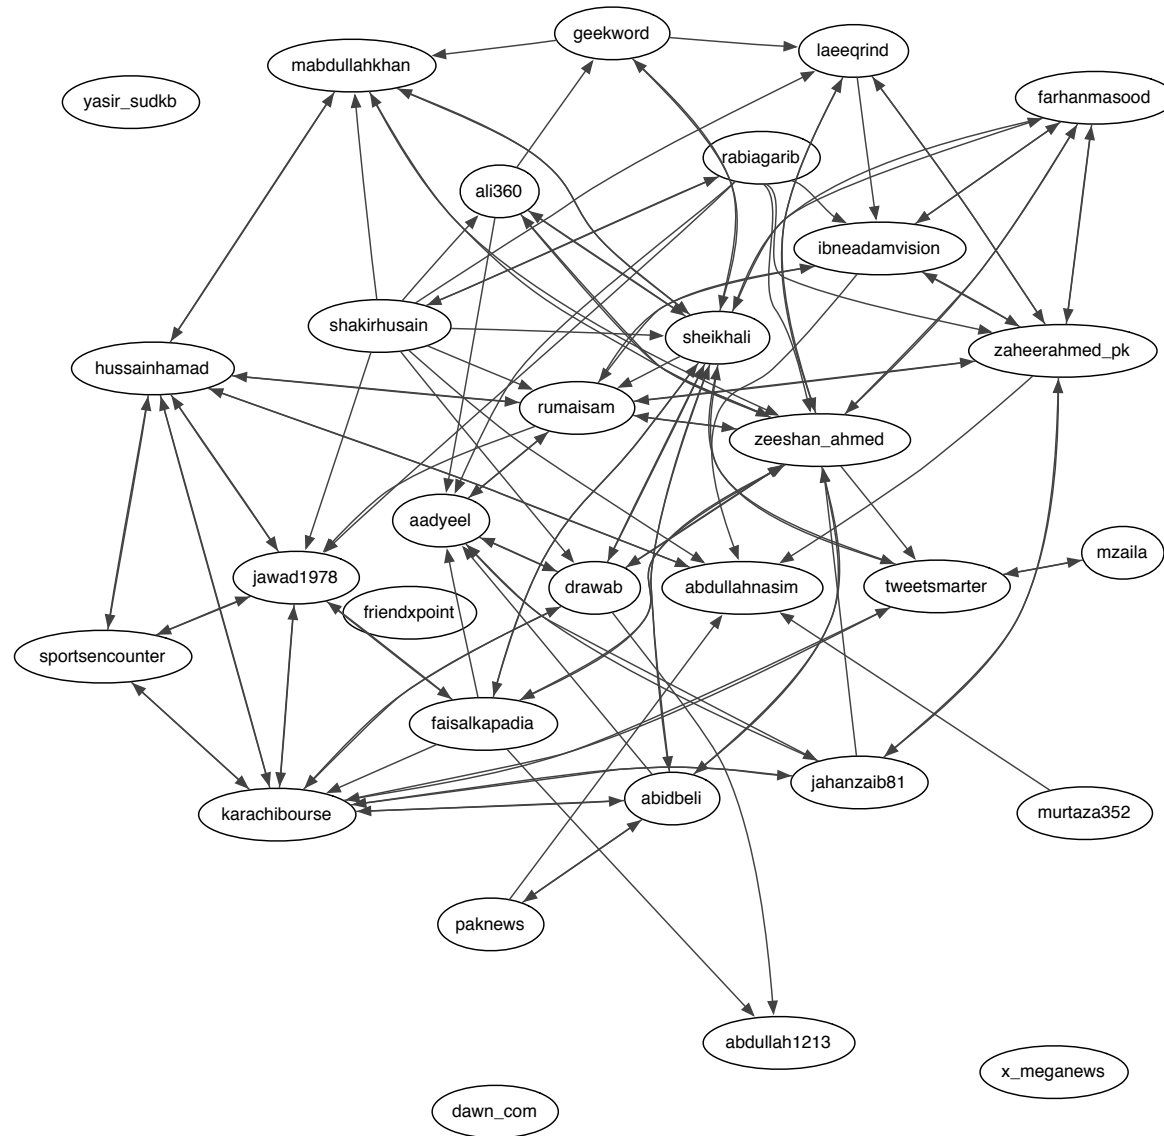 geekword
laeeqrind
mabdullahkhan
farhanmasood
yasir_sudkb
rabiagarib
ali360
ibneadamvision
shakirhusain
sheikhali
zaheerahmed_pk
hussainhamad
rumaisam
zeeshan_ahmed
aadyeel
mzaila
jawad1978
drawab
abdullahnasim
tweetsmarter
friendxpoint
sportsencounter
faisalkapadia
jahanzaib81
abidbeli
karachibourse
murtaza352
paknews
abdullah1213
x_meganews
dawn_com